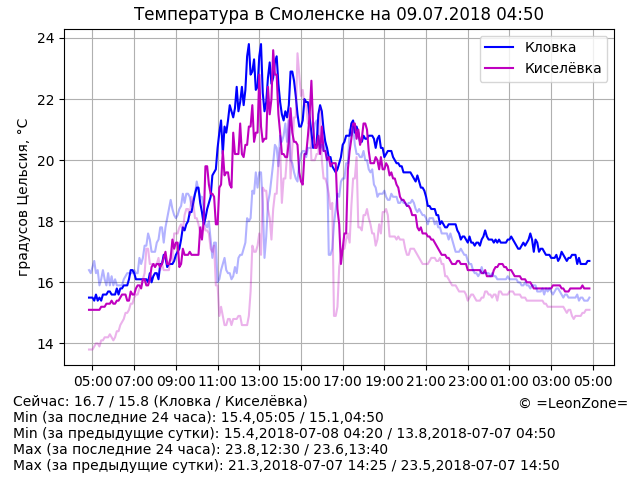 Температура в Смоленске на 09.07.2018 04:50
Кловка
Киселёвка
градусов Цельсия, °C
24
22
20
18
16
14
05:00 07:00 09:00 11:00 13:00 15:00 17:00 19:00 21:00 23:00 01:00 03:00 05:00
Сейчас: 16.7 / 15.8 (Кловка / Киселёвка)
© =LeonZone=
Min (за последние 24 часа): 15.4,05:05 / 15.1,04:50
Min (за предыдущие сутки): 15.4,2018-07-08 04:20 / 13.8,2018-07-07 04:50
Max (за последние 24 часа): 23.8,12:30 / 23.6,13:40
Max (за предыдущие сутки): 21.3,2018-07-07 14:25 / 23.5,2018-07-07 14:50